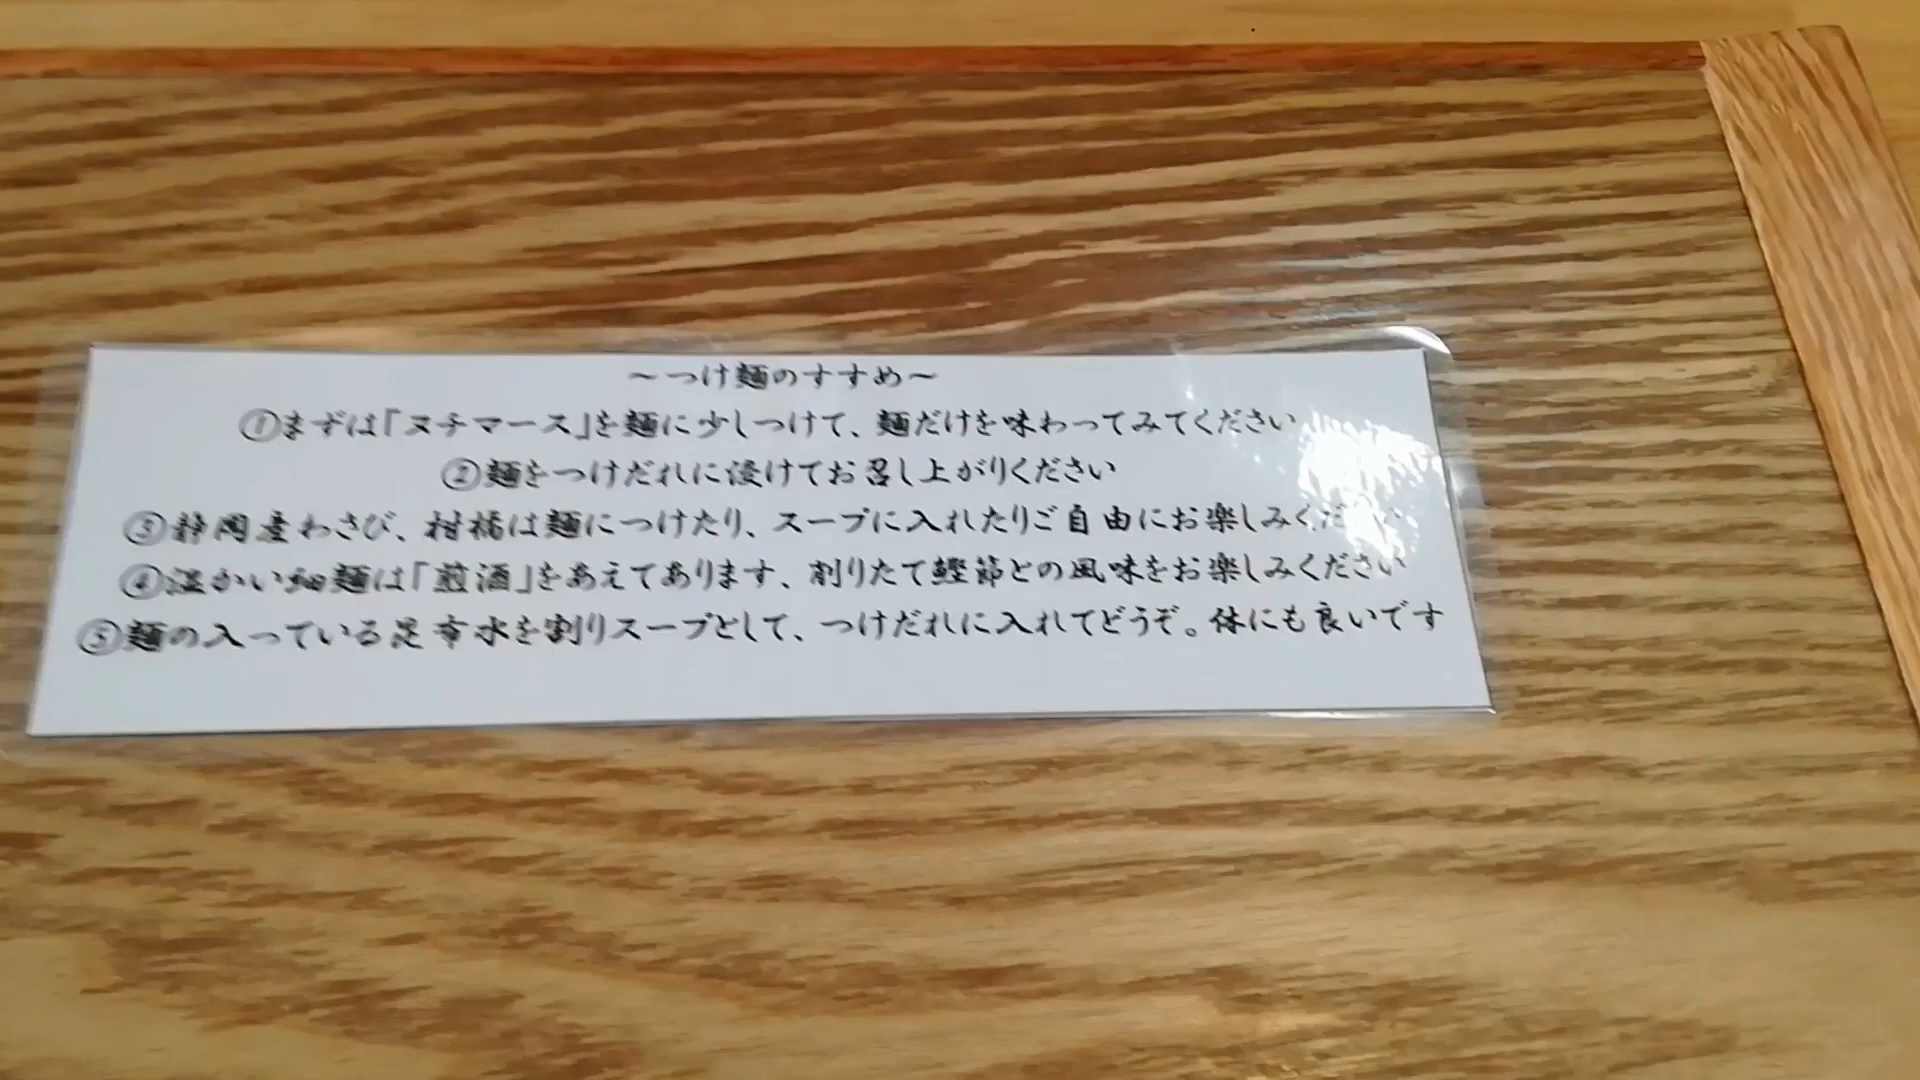 ～つけ麺のすすめ～
①まずは「ヌチマース」を麺に少しつけて、麺だけを味わってみてください
②麺をつけだれに浸けてお召し上がりください
③静岡産わさび、柑橘は麺につけたり、スープに入れたりご自由にお楽しみください
④温かい細麺は「煎酒」をあえてあります、削りたて鰹節との風味をお楽しみください
⑤麺の入っている昆布水を割りスープとして、つけだれに入れてどうぞ。体にも良いです